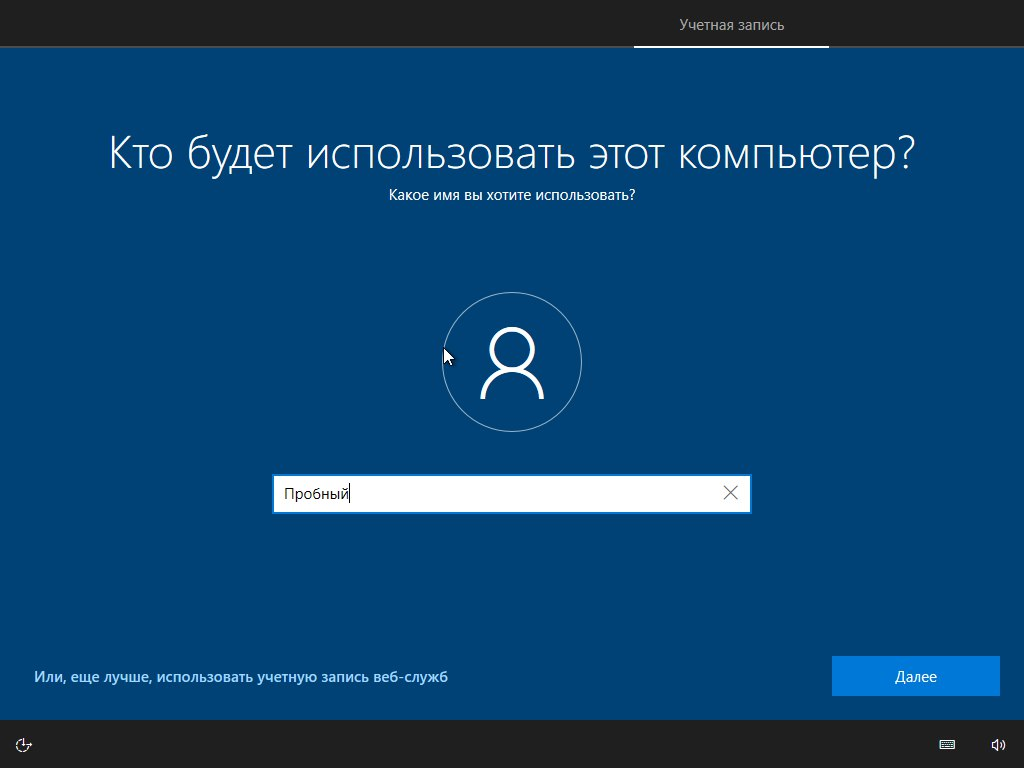 Учетная запись
Кто будет использовать этот компьютер?
Какое имя вы хотите использовать?
Пробный
Или, еще лучше, использовать учетную запись веб-служб
Далее